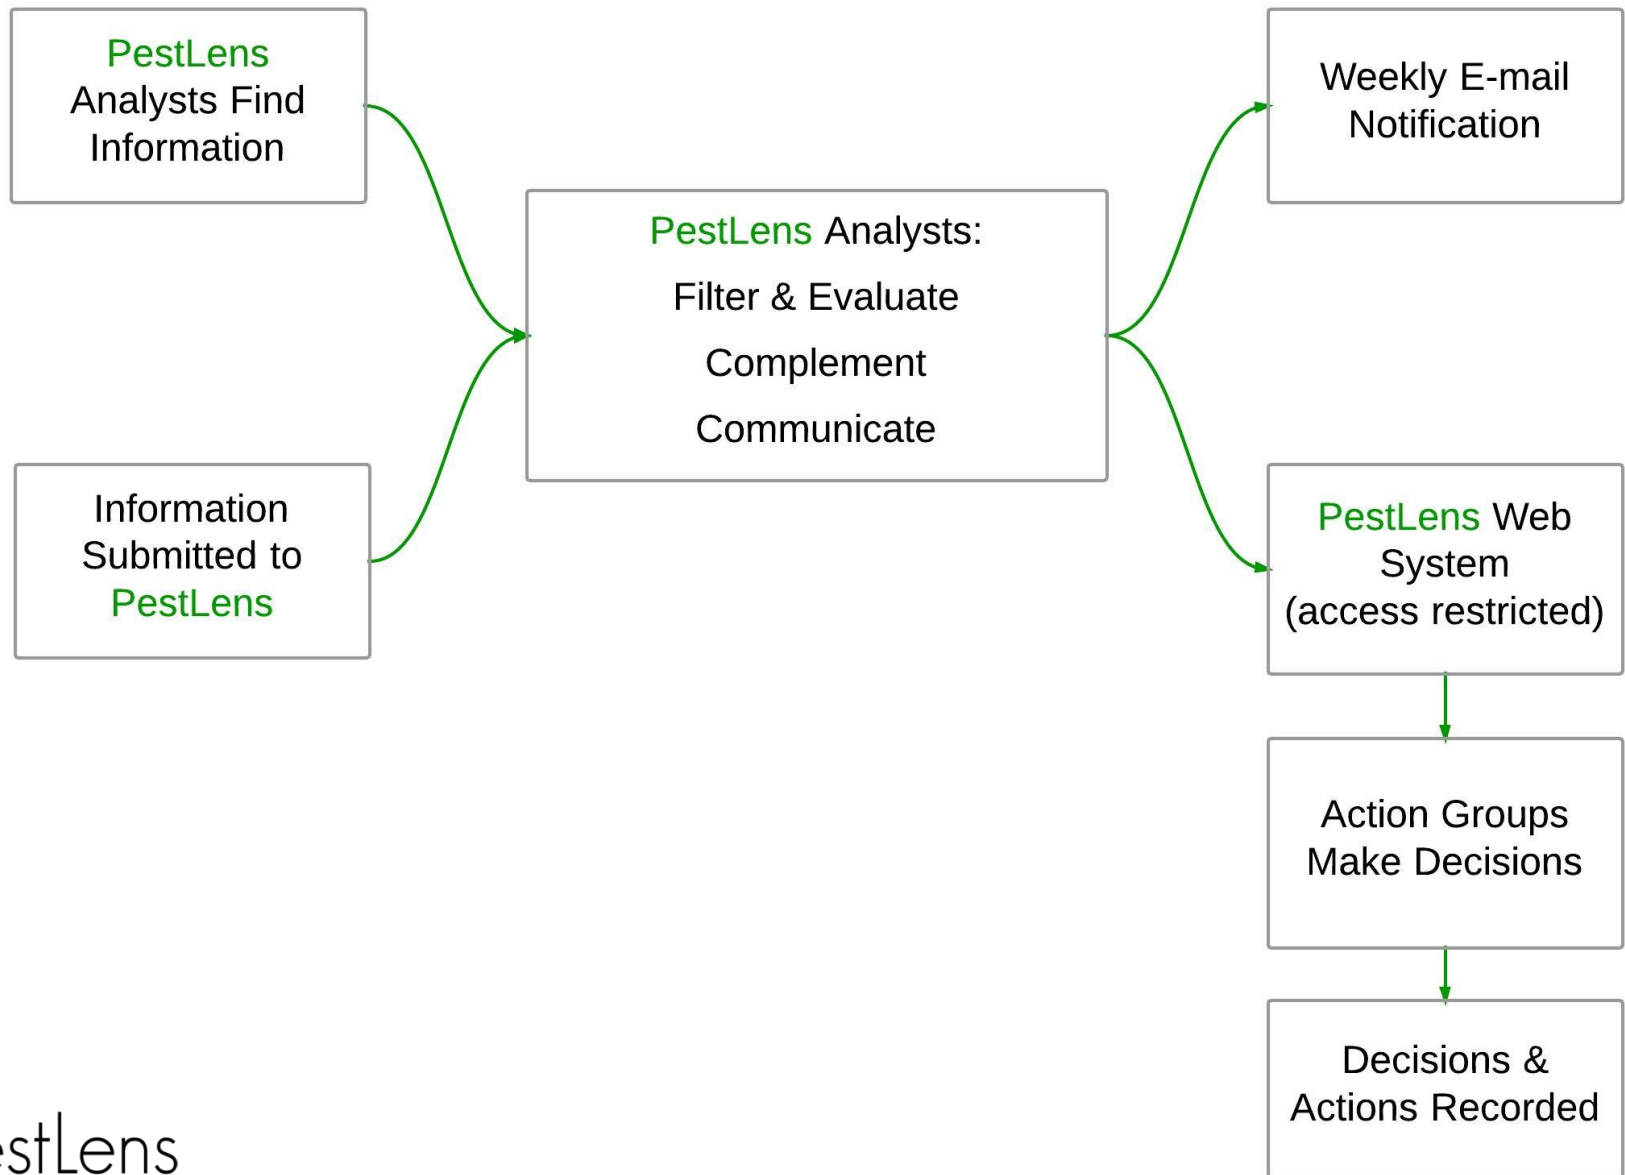 PestLens
Analysts Find
Information
Information
Submitted to
PestLens
PestLens Analysts:
Filter & Evaluate
Complement
Communicate
Weekly E-mail
Notification
PestLens Web
System
(access restricted)
Action Groups
Make Decisions
Decisions &
Actions Recorded
estLens